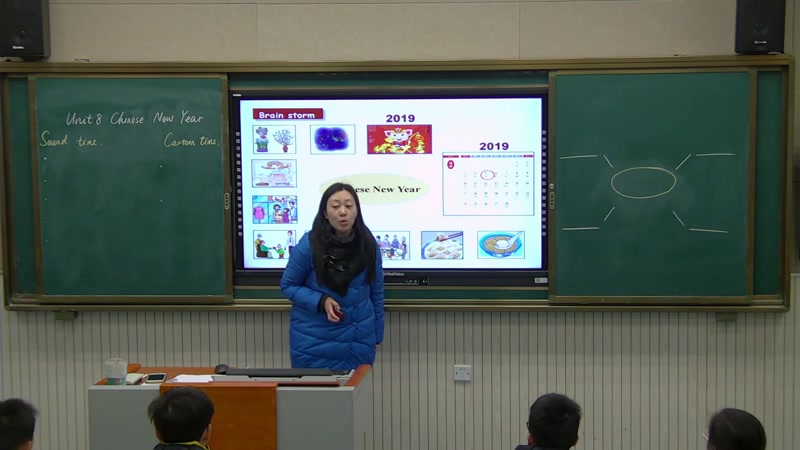 Unit 8 Chinese New Year
Sound time.
Cartoon time.
Brain storm
2019
2019
ese New Year